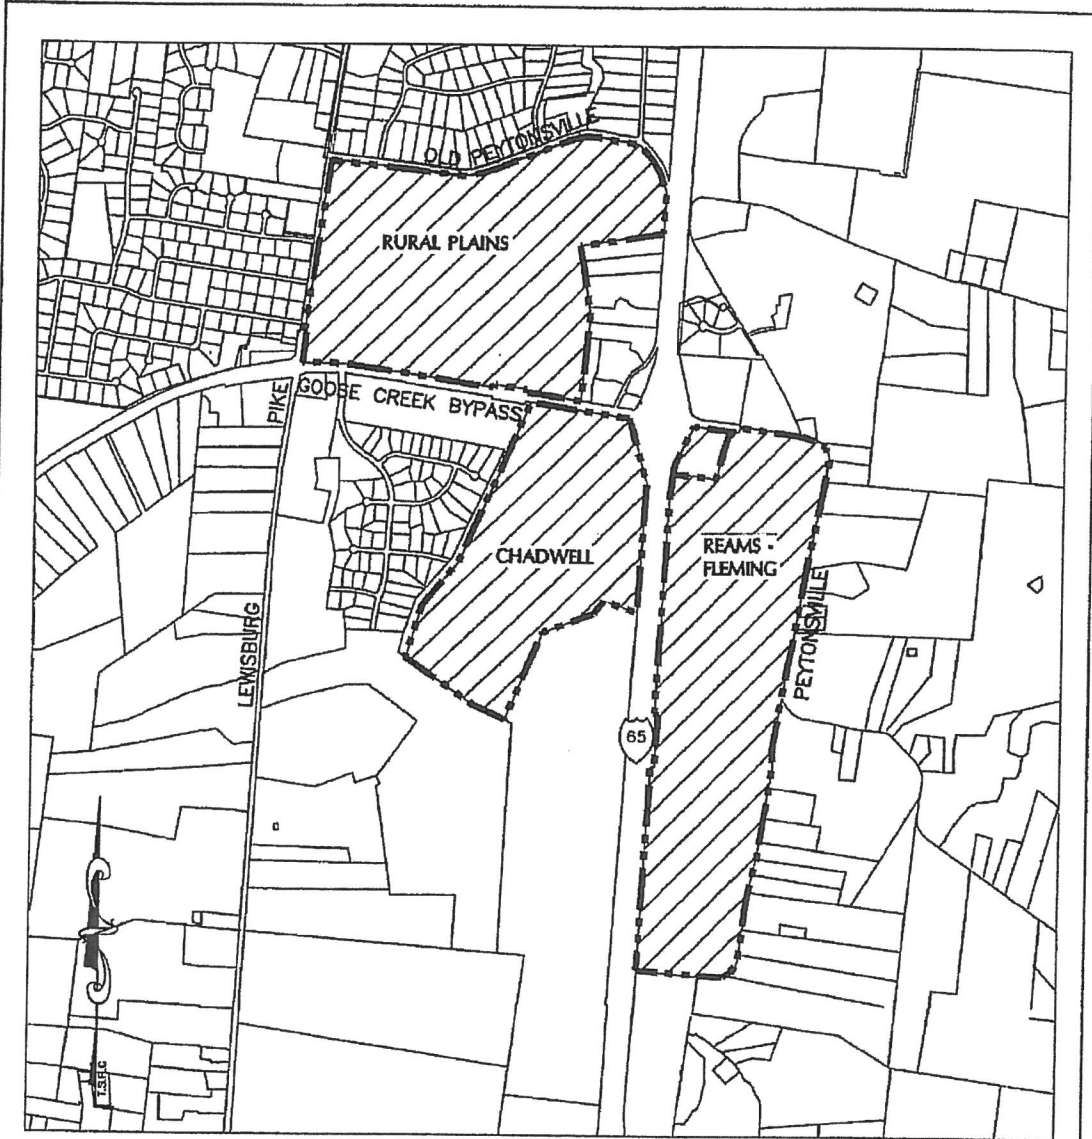 OLD PEYTONSVILLE
RURAL PLAINS
PIKE
GOOSE CREEK BYPASS
CHADWELL
REAMS -
FLEMING
PEYTONSVILLE
LEWISBURG
65